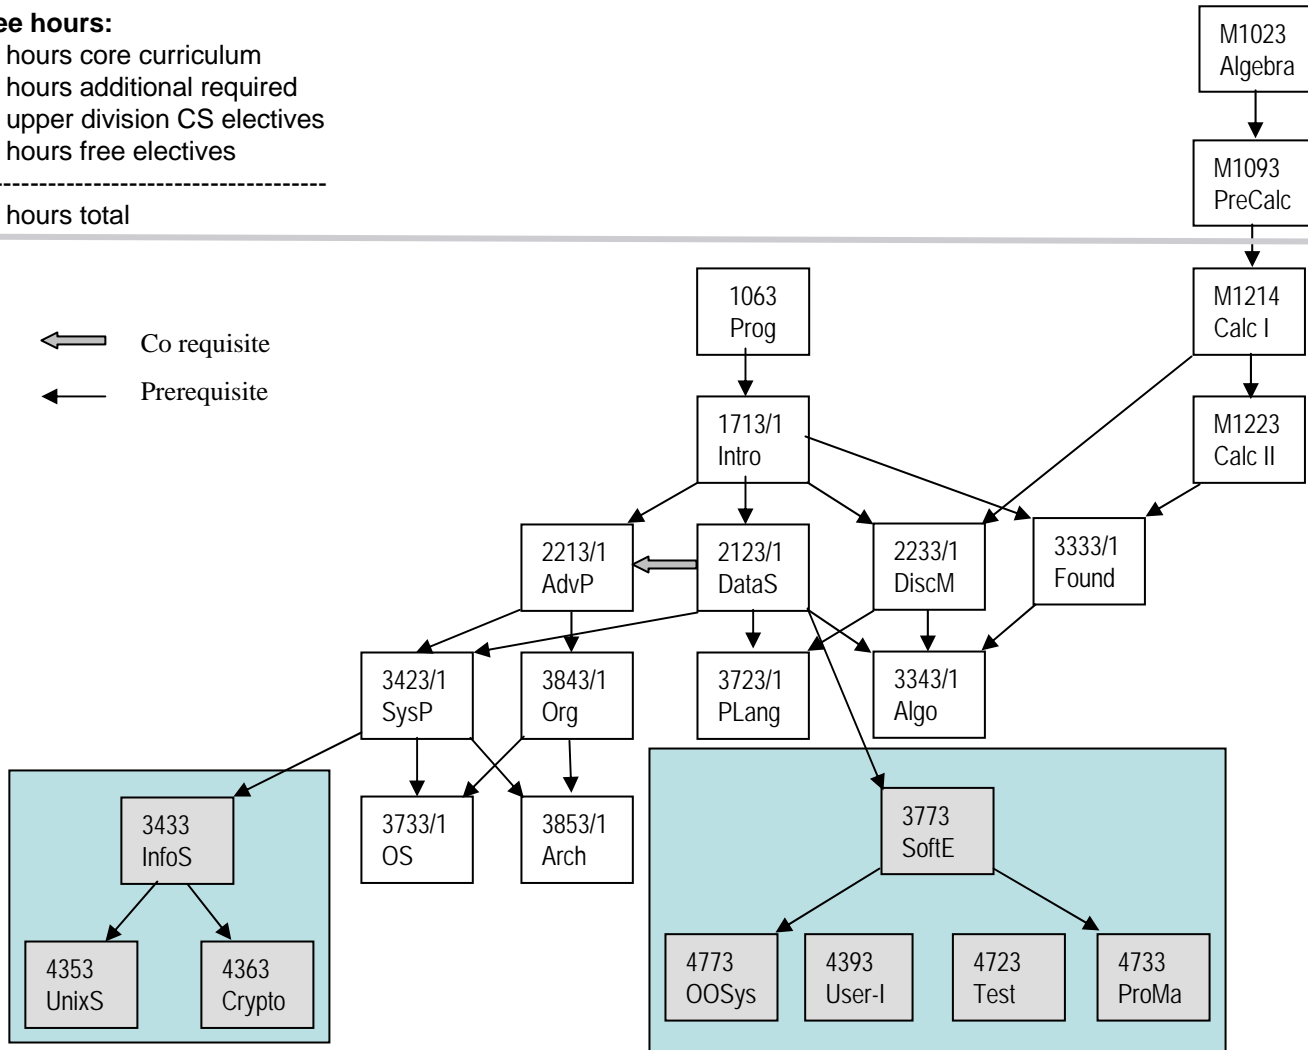 ee hours:
hours core curriculum
hours additional required
upper division CS electives
hours free electives
-------------------------------------
hours total
M1023
Algebra
M1093
PreCalc
Co requisite
Prerequisite
1063
Prog
M1214
Calc I
1713/1
Intro
M1223
Calc II
2213/1
AdvP
2123/1
DataS
2233/1
DiscM
3333/1
Found
3423/1
SysP
3843/1
Org
3723/1
PLang
3343/1
Algo
3433
InfoS
3733/1
OS
3853/1
Arch
3773
SoftE
4353
UnixS
4363
Crypto
4773
OOSys
4393
User-I
4723
Test
4733
ProMa